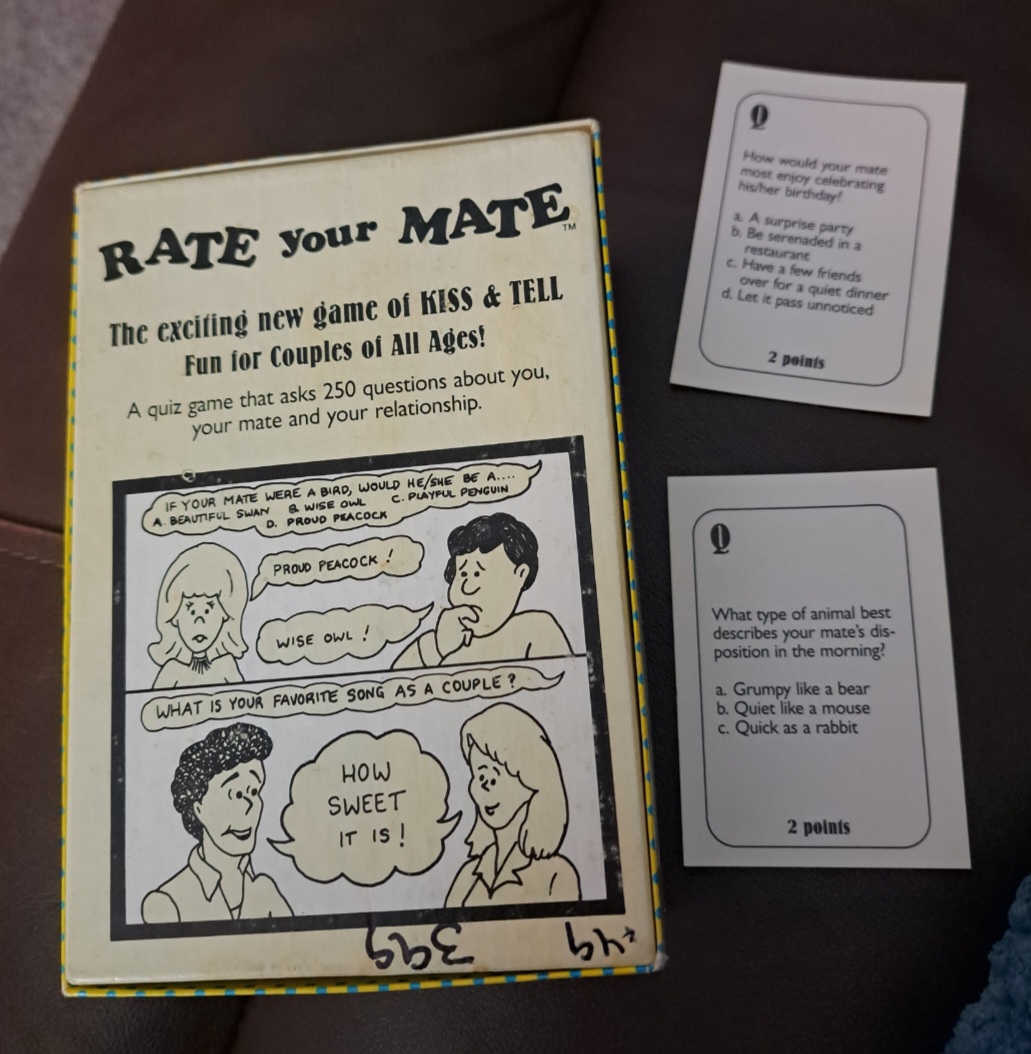 RATE your MATE™
The exciting new game of KISS & TELL
Fun for Couples of All Ages!
A quiz game that asks 250 questions about you,
your mate and your relationship.
IF YOUR MATE WERE A BIRD, WOULD HE/SHE BE A....
A. BEAUTIFUL SWAN B. WISE OWL C. PLAYFUL PENGUIN
D. PROUD PEACOCK
PROUD PEACOCK!
WISE OWL!
WHAT IS YOUR FAVORITE SONG AS A COUPLE?
HOW
SWEET
IT IS!
399
Q
How would your mate
most enjoy celebrating
his/her birthday?
a. A surprise party
b. Be serenaded in a
restaurant
c. Have a few friends
over for a quiet dinner
d. Let it pass unnoticed
2 points
Q
What type of animal best
describes your mate's dis-
position in the morning?
a. Grumpy like a bear
b. Quiet like a mouse
c. Quick as a rabbit
2 points